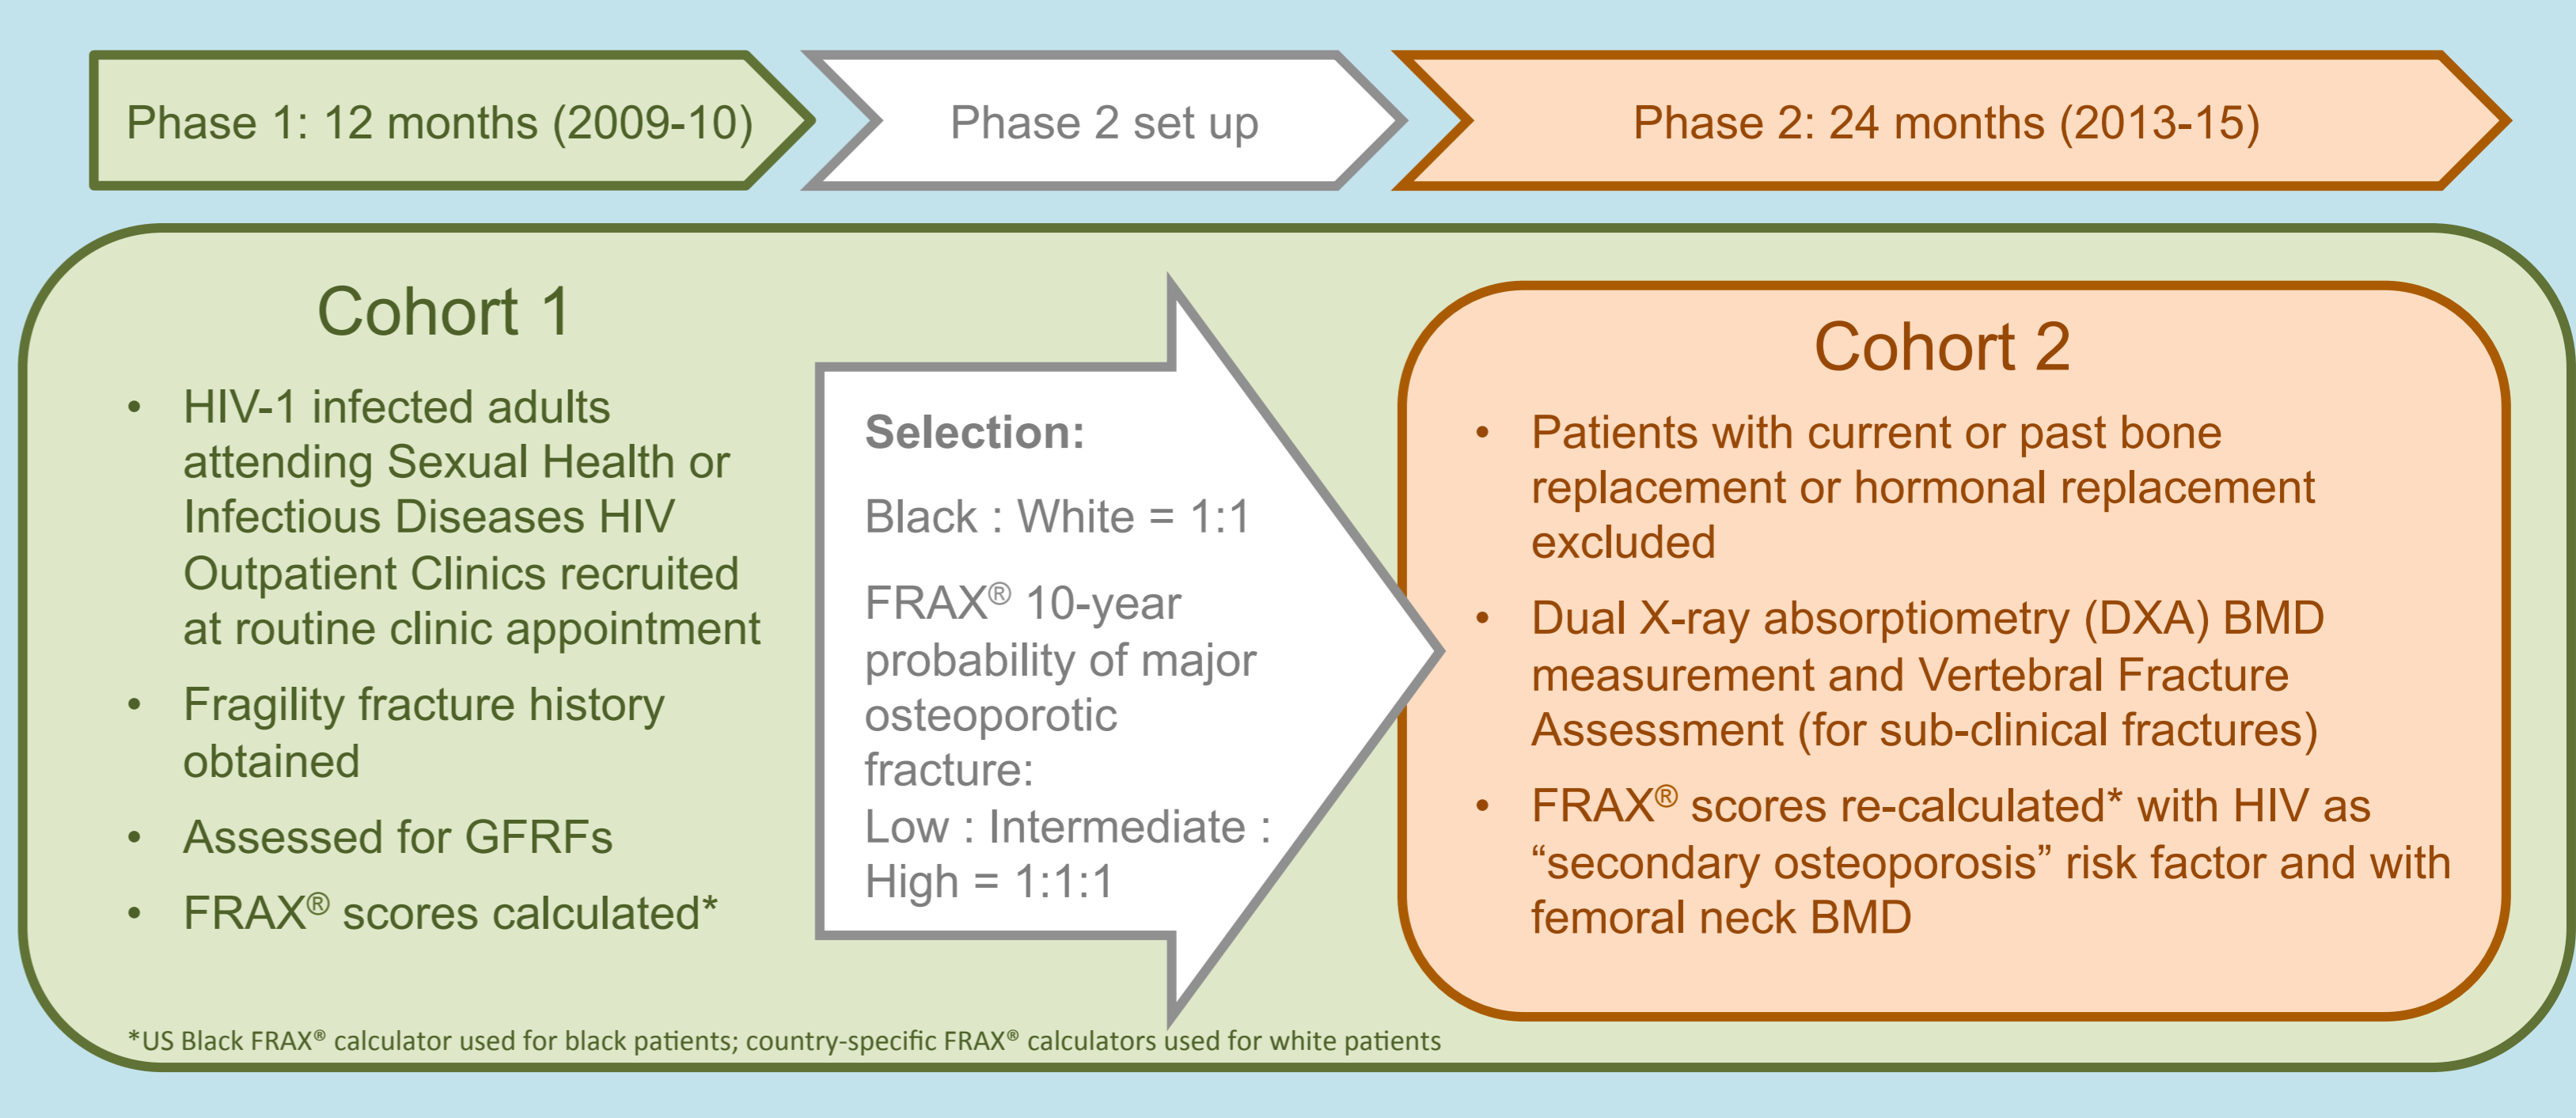 Phase 1: 12 months (2009-10)
Phase 2 set up
Phase 2: 24 months (2013-15)
Cohort 1
• HIV-1 infected adults
attending Sexual Health or
Infectious Diseases HIV
Outpatient Clinics recruited
at routine clinic appointment
• Fragility fracture history
obtained
• Assessed for GFRFs
• FRAX® scores calculated*
Selection:
Black : White = 1:1
FRAX® 10-year
probability of major
osteoporotic
fracture:
Low : Intermediate :
High = 1:1:1
Cohort 2
• Patients with current or past bone
replacement or hormonal replacement
excluded
• Dual X-ray absorptiometry (DXA) BMD
measurement and Vertebral Fracture
Assessment (for sub-clinical fractures)
• FRAX® scores re-calculated* with HIV as
“secondary osteoporosis” risk factor and with
femoral neck BMD
*US Black FRAX® calculator used for black patients; country-specific FRAX® calculators used for white patients